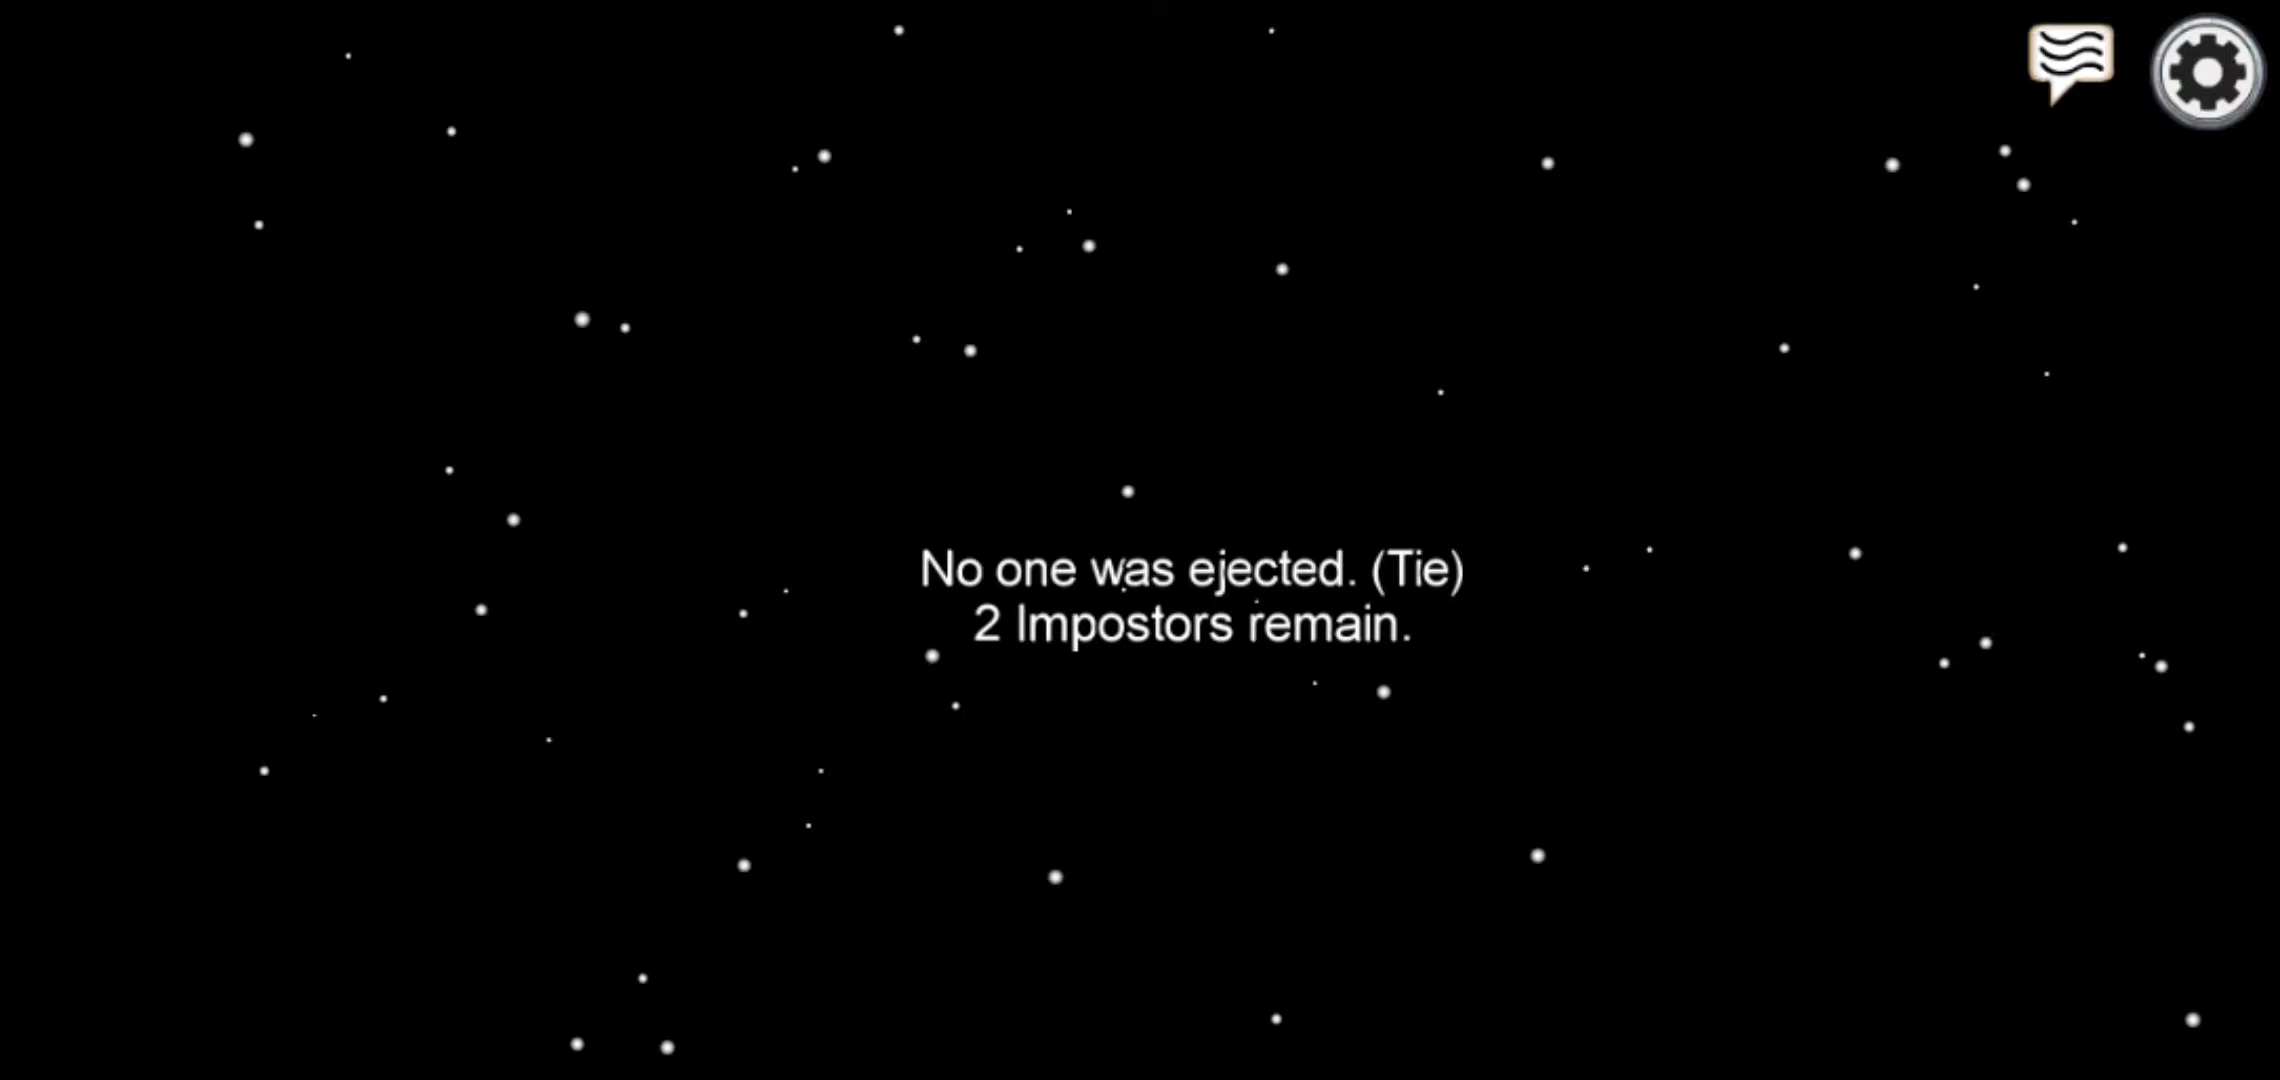 No one was ejected. (Tie)
2 Impostors remain.